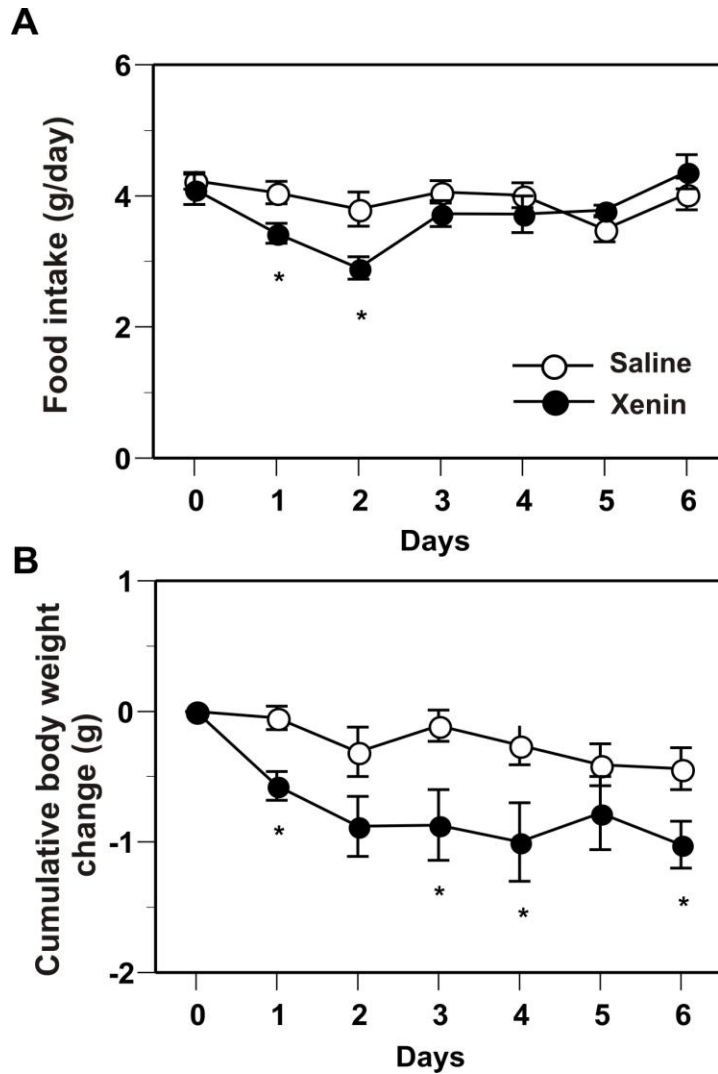 A
Food intake (g/day)
6
4
2
0
*
*
Saline
Xenin
0 1 2 3 4 5 6
Days
B
Cumulative body weight
change (g)
1
0
-1
-2
*
*
*
*
0 1 2 3 4 5 6
Days